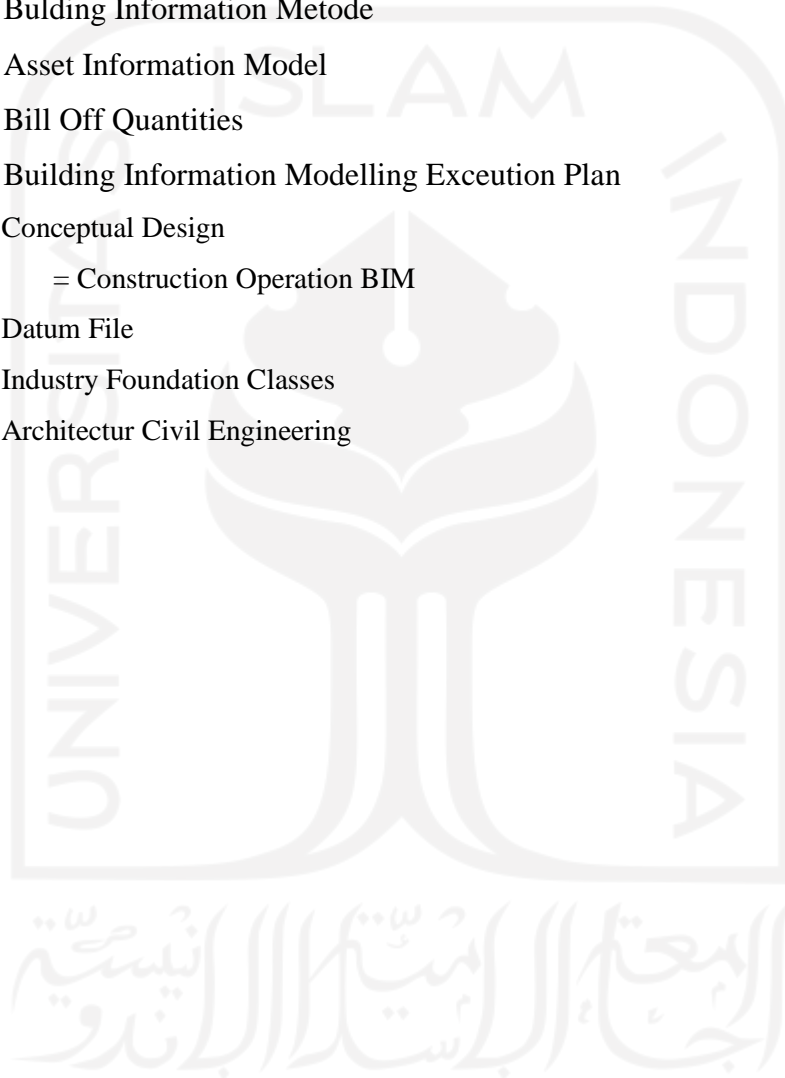 Bulding Information Metode
Asset Information Model
Bill Off Quantities
Building Information Modelling Exceution Plan
Conceptual Design
= Construction Operation BIM
Datum File
Industry Foundation Classes
Architectur Civil Engineering
ISLAM
UNIVERSITAS
INDONESIA